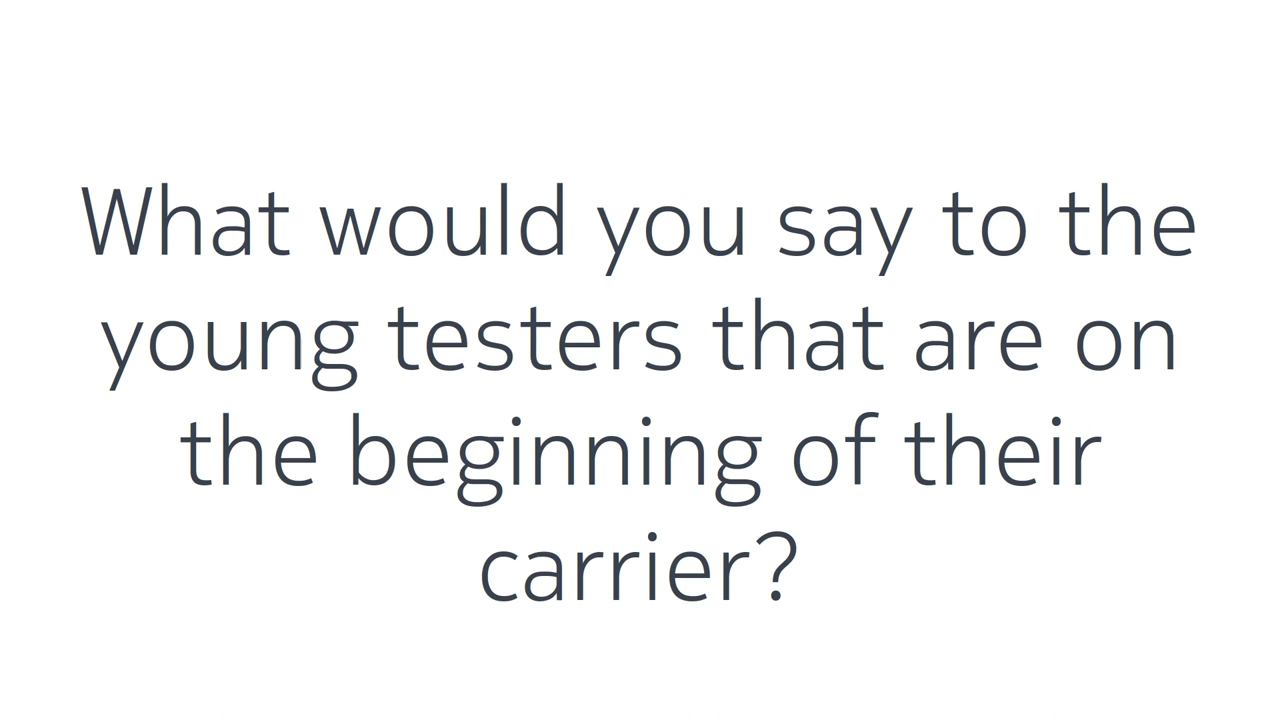 What would you say to the
young testers that are on
the beginning of their
carrier?